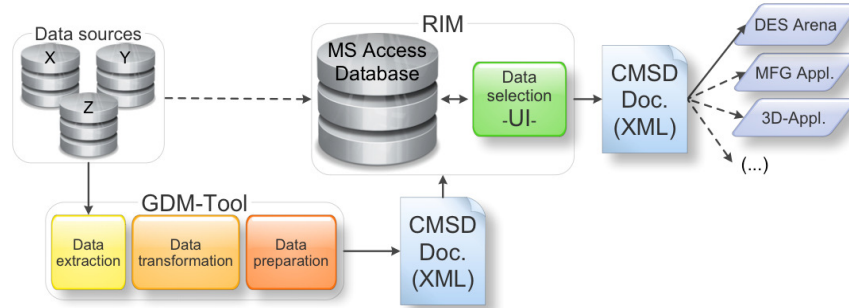 Data sources
X
Y
Z
RIM
MS Access
Database
Data
selection
-UI-
CMSD
Doc.
(XML)
DES Arena
MFG Appl.
3D-Appl.
(...)
GDM-Tool
Data
extraction
Data
transformation
Data
preparation
CMSD
Doc.
(XML)